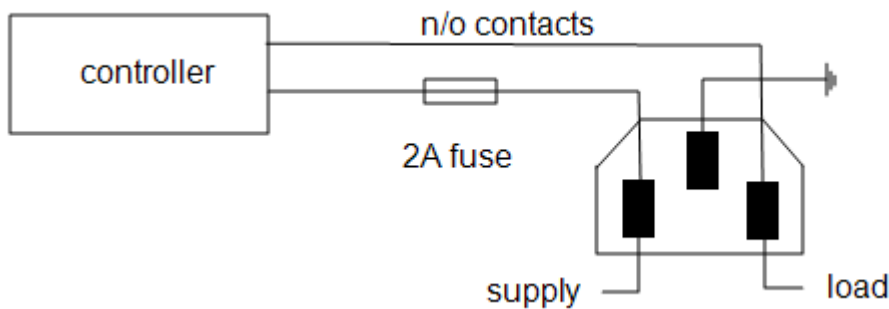 n/o contacts
controller
2A fuse
supply
load